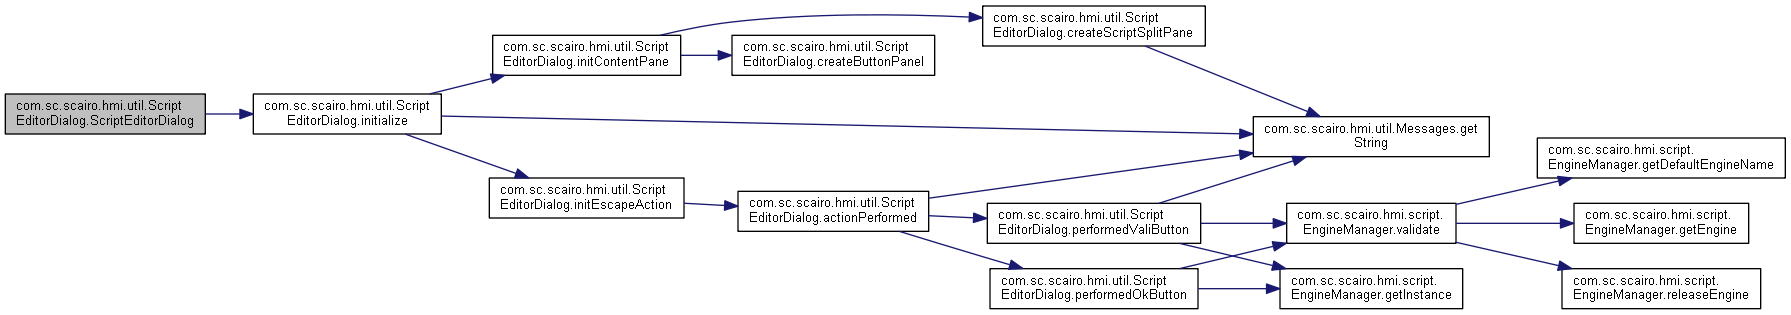 com.sc.scairo.hmi.util.Script
EditorDialog.ScriptEditorDialog
com.sc.scairo.hmi.util.Script
EditorDialog.initialize
com.sc.scairo.hmi.util.Script
EditorDialog.initContentPane
com.sc.scairo.hmi.util.Script
EditorDialog.createButtonPanel
com.sc.scairo.hmi.util.Script
EditorDialog.createScriptSplitPane
com.sc.scairo.hmi.util.Messages.get
String
com.sc.scairo.hmi.util.Script
EditorDialog.initEscapeAction
com.sc.scairo.hmi.util.Script
EditorDialog.actionPerformed
com.sc.scairo.hmi.util.Script
EditorDialog.performedValiButton
com.sc.scairo.hmi.util.Script
EditorDialog.performedOkButton
com.sc.scairo.hmi.script.
EngineManager.validate
com.sc.scairo.hmi.script.
EngineManager.getInstance
com.sc.scairo.hmi.script.
EngineManager.getDefaultEngineName
com.sc.scairo.hmi.script.
EngineManager.getEngine
com.sc.scairo.hmi.script.
EngineManager.releaseEngine